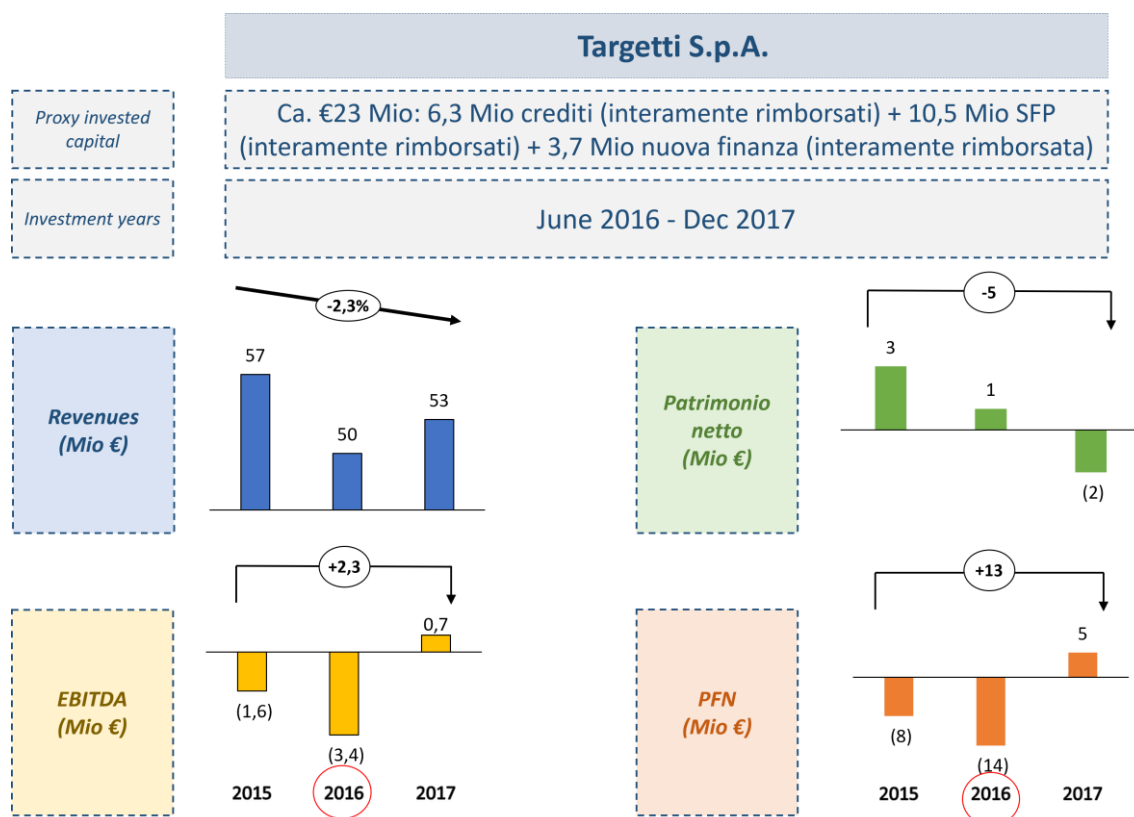 Targetti S.p.A.
Proxy invested
capital
Ca. €23 Mio: 6,3 Mio crediti (interamente rimborsati) + 10,5 Mio SFP
(interamente rimborsati) + 3,7 Mio nuova finanza (interamente rimborsata)
Investment years
June 2016 - Dec 2017
Revenues
(Mio €)
-2,3%
57
50
53
Patrimonio
netto
(Mio €)
-5
3
1
(2)
EBITDA
(Mio €)
+2,3
(1,6)
(3,4)
0,7
2015
2016
2017
PFN
(Mio €)
+13
(8)
(14)
5
2015
2016
2017